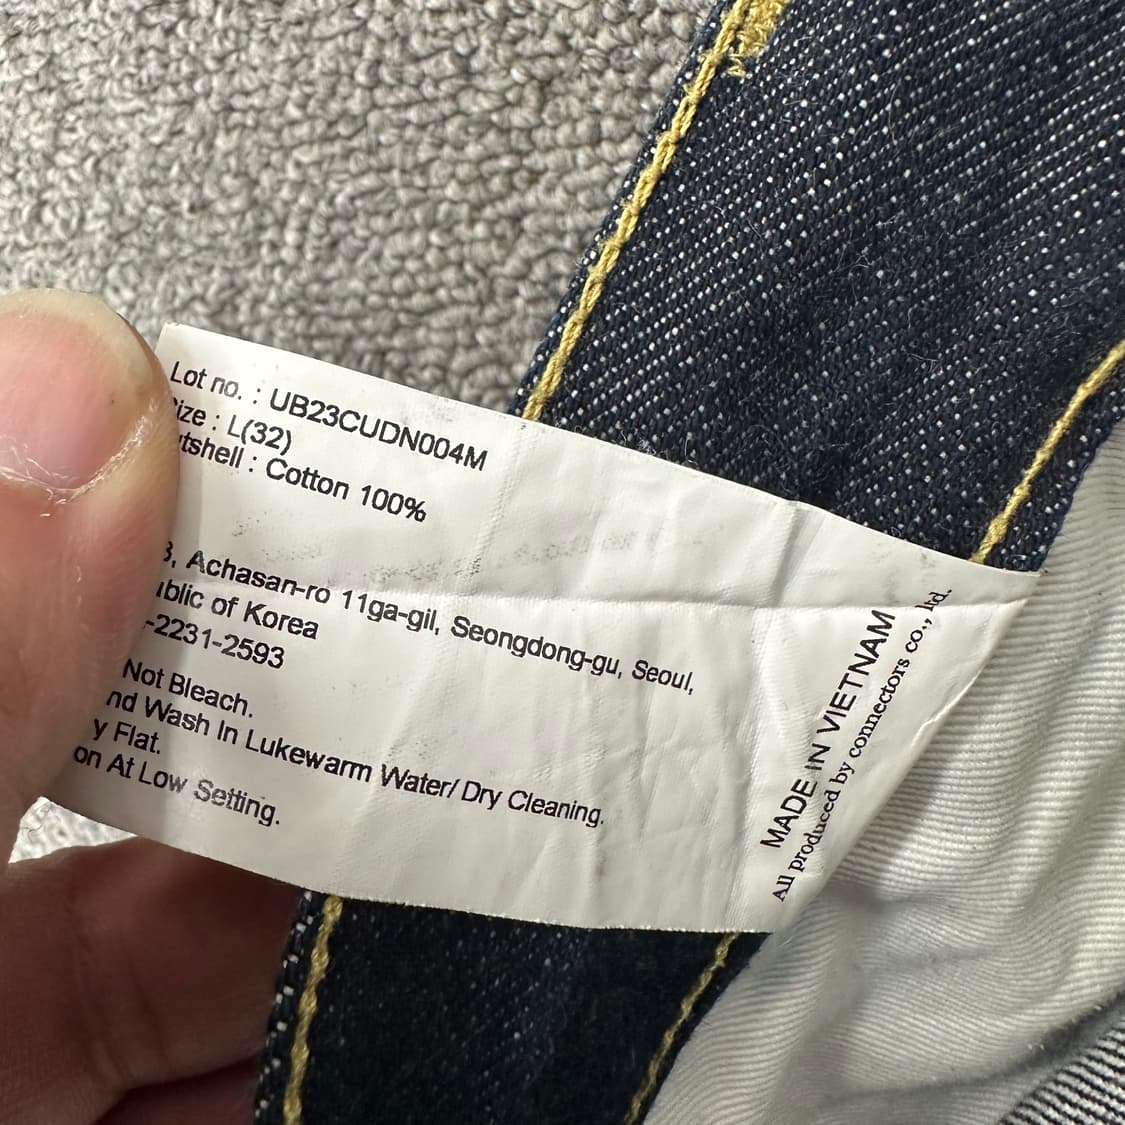 Lot no. : UB23CUDN004M
ize : L(32)
tshell : Cotton 100%
3, Achasan-ro 11ga-gil, Seongdong-gu, Seoul,
blic of Korea
-2231-2593
Not Bleach.
nd Wash In Lukewarm Water/ Dry Cleaning.
y Flat.
on At Low Setting.
MADE IN VIETNAM
All produced by connectors co., ltd.